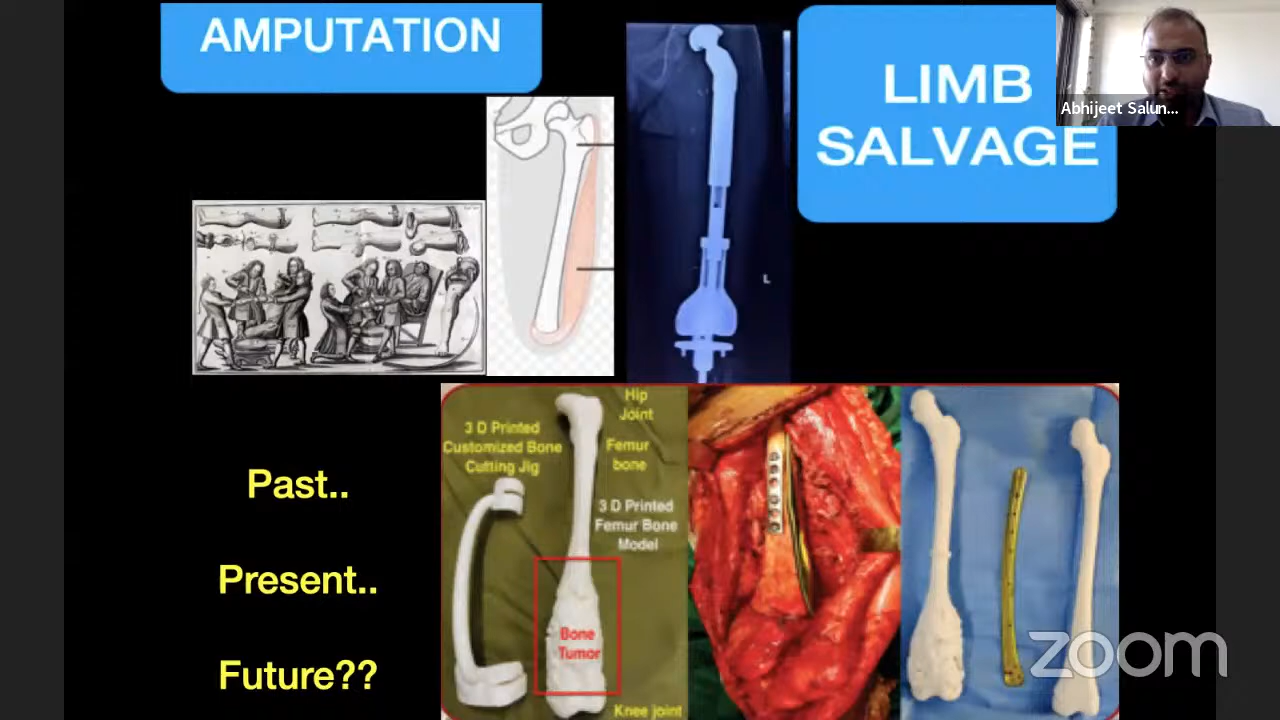 AMPUTATION
LIMB
SALVAGE
Abhijeet Salun...
L
Past..
Present..
Future??
3 D Printed
Customized Bone
Cutting Jig
Hip
Joint
Femur
bone
3 D Printed
Femur Bone
Model
Bone
Tumor
Knee joint
zoom